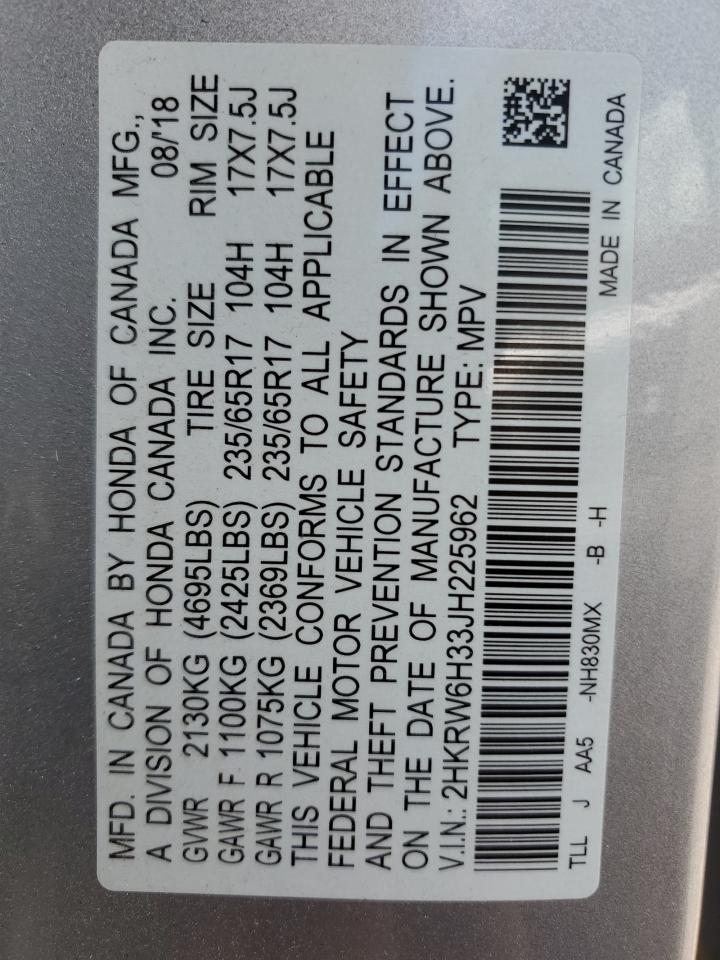 MFD. IN CANADA BY HONDA OF CANADA MFG.,
A DIVISION OF HONDA CANADA INC. 08/'18
GVWR 2130KG (4695LBS) TIRE SIZE RIM SIZE
GAWR F 1100KG (2425LBS) 235/65R17 104H 17X7.5J
GAWR R 1075KG (2369LBS) 235/65R17 104H 17X7.5J
THIS VEHICLE CONFORMS TO ALL APPLICABLE
FEDERAL MOTOR VEHICLE SAFETY
AND THEFT PREVENTION STANDARDS IN EFFECT
ON THE DATE OF MANUFACTURE SHOWN ABOVE.
V.I.N.: 2HKRW6H33JH225962 TYPE: MPV
TLL J AA5 -NH830MX -B -H MADE IN CANADA